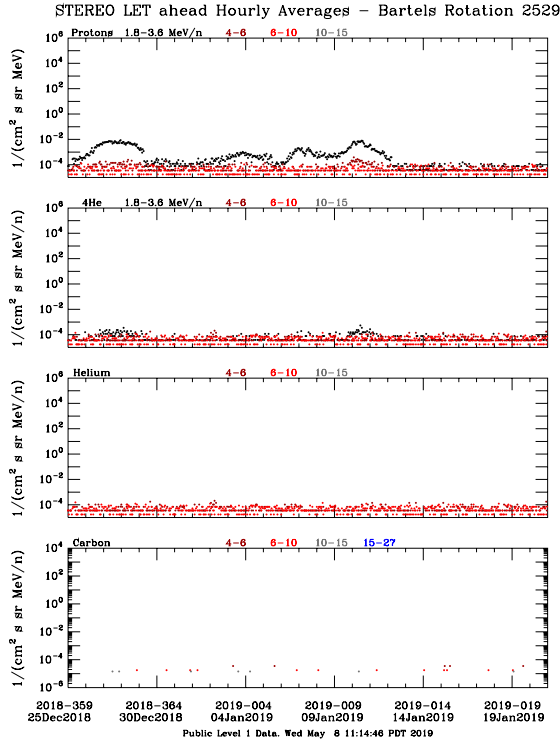 STEREO LET ahead Hourly Averages – Bartels Rotation 2529
Protons 1.8–3.6 MeV/n 4–6 6–10 10–15
10^6
10^4
10^2
10^0
10^-2
10^-4
1/(cm^2 s sr MeV)
4He 1.8–3.6 MeV/n 4–6 6–10 10–15
10^6
10^4
10^2
10^0
10^-2
10^-4
1/(cm^2 s sr MeV/n)
Helium 4–6 6–10 10–15
10^6
10^4
10^2
10^0
10^-2
10^-4
1/(cm^2 s sr MeV/n)
Carbon 4–6 6–10 10–15 15–27
10^4
10^2
10^0
10^-2
10^-4
10^-6
1/(cm^2 s sr MeV/n)
2018–359 2018–364 2019–004 2019–009 2019–014 2019–019
25Dec2018 30Dec2018 04Jan2019 09Jan2019 14Jan2019 19Jan2019
Public Level 1 Data. Wed May 8 11:14:46 PDT 2019